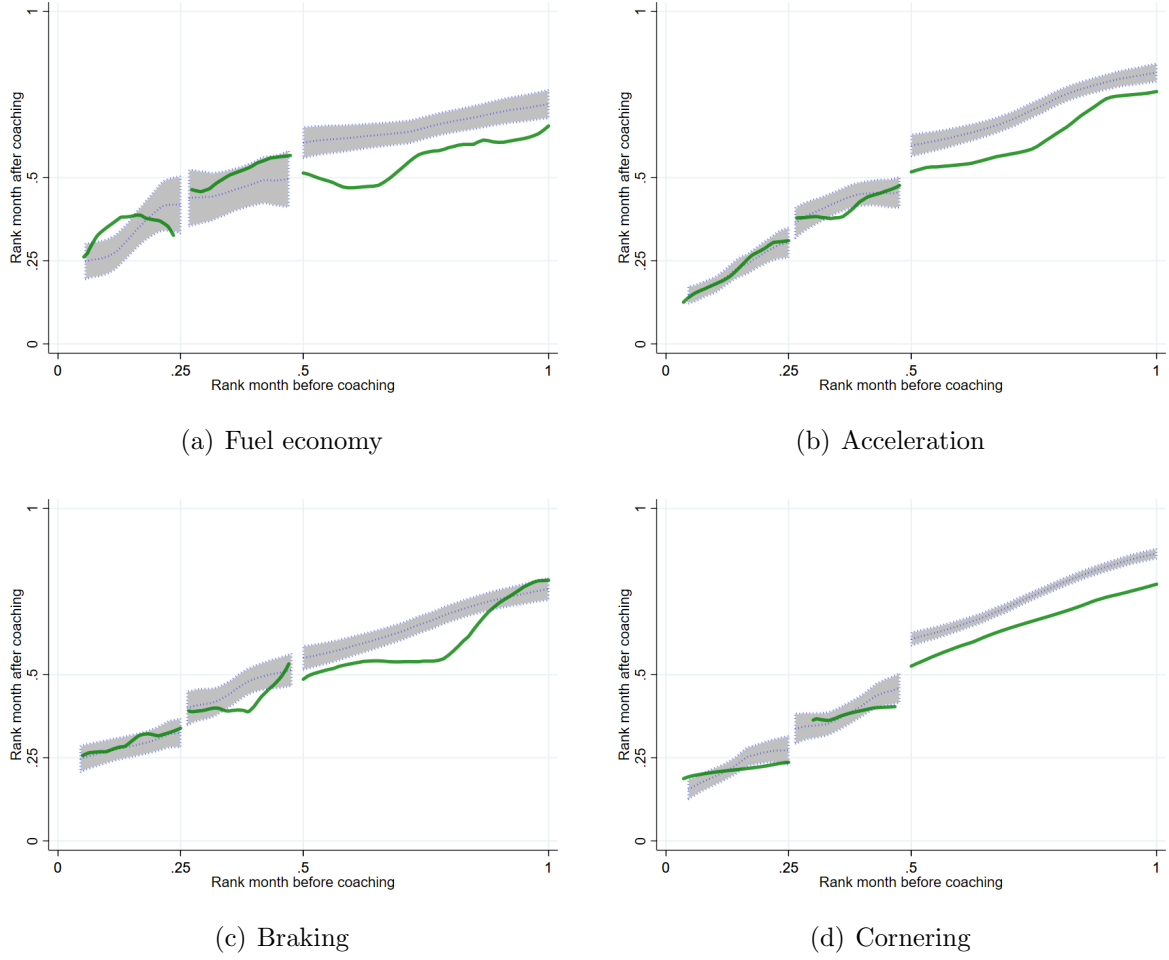 1
.5
.25
0
Rank month after coaching
0 .25 .5 1
Rank month before coaching
(a) Fuel economy
1
.5
.25
0
Rank month after coaching
0 .25 .5 1
Rank month before coaching
(b) Acceleration
1
.5
.25
0
Rank month after coaching
0 .25 .5 1
Rank month before coaching
(c) Braking
1
.5
.25
0
Rank month after coaching
0 .25 .5 1
Rank month before coaching
(d) Cornering